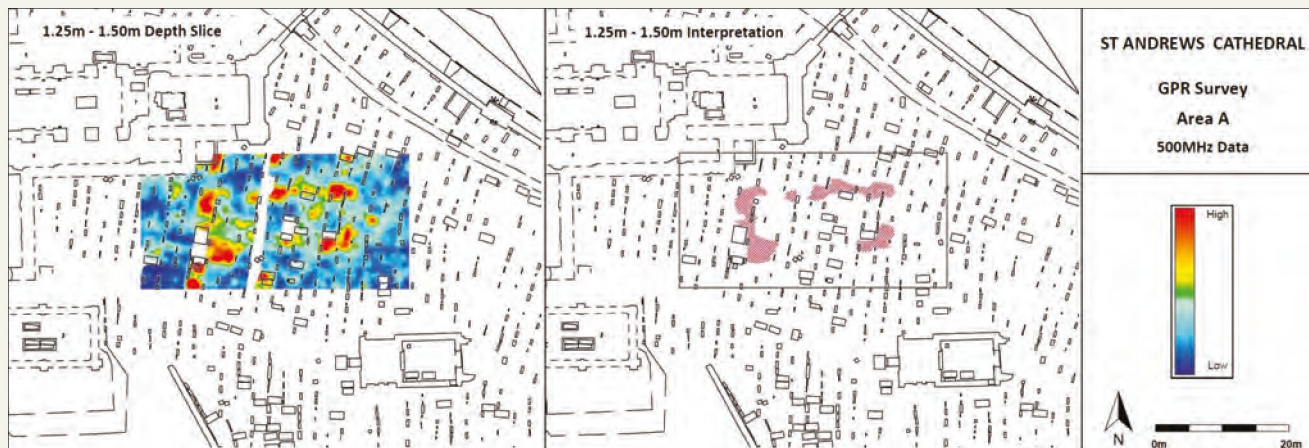 1.25m - 1.50m Depth Slice
1.25m - 1.50m Interpretation
ST ANDREWS CATHEDRAL
GPR Survey
Area A
500MHz Data
High
Low
N
0m
20m